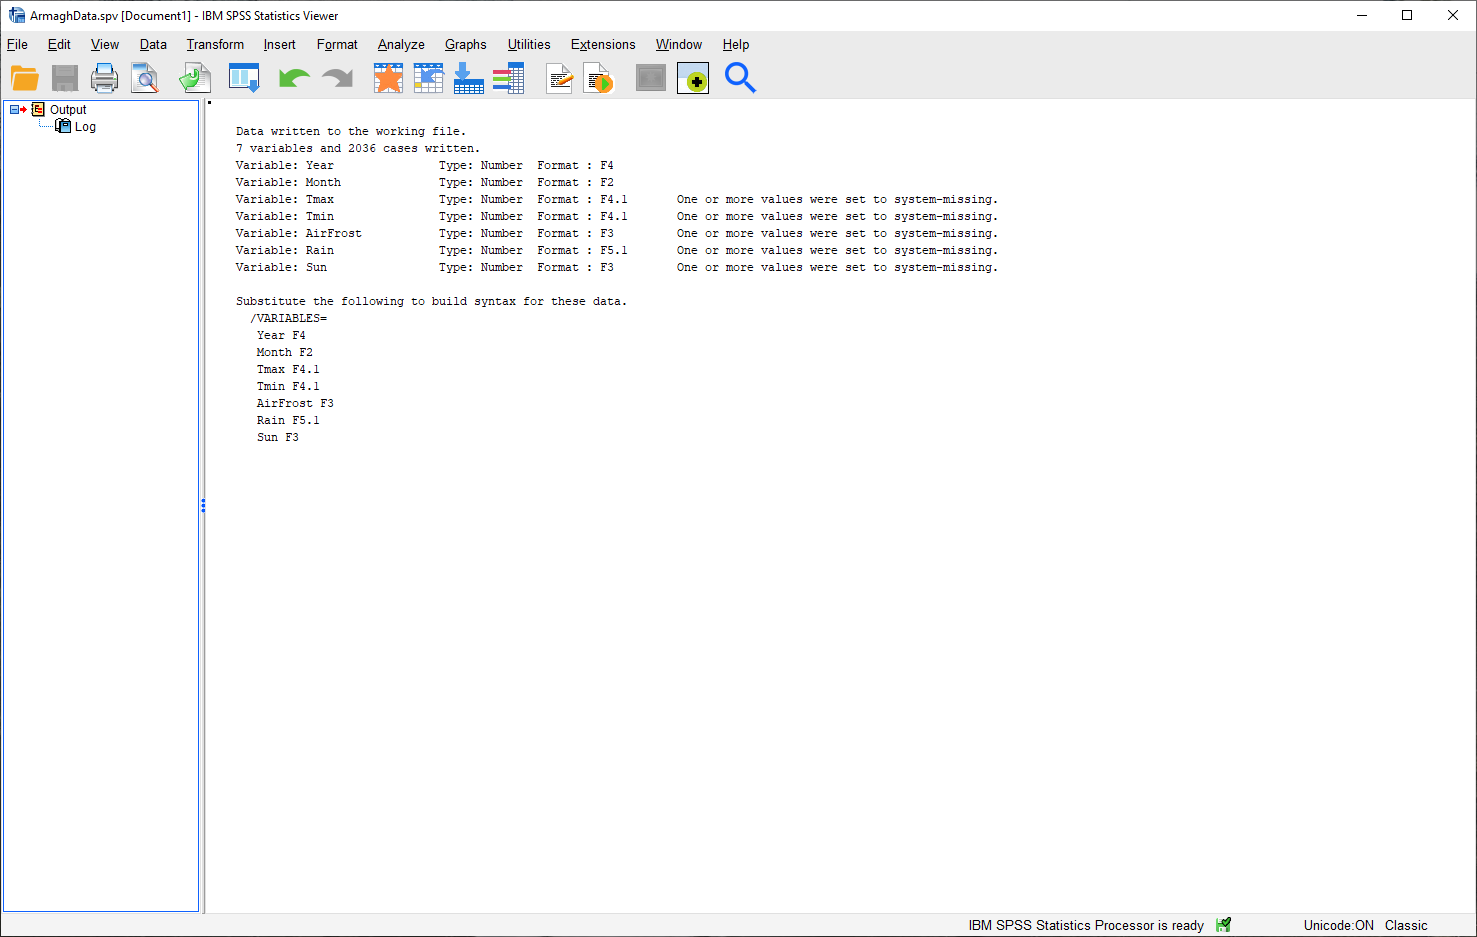 ArmaghData.spv [Document1] - IBM SPSS Statistics Viewer
File Edit View Data Transform Insert Format Analyze Graphs Utilities Extensions Window Help
Output
Log
Data written to the working file.
7 variables and 2036 cases written.
Variable: Year Type: Number Format : F4
Variable: Month Type: Number Format : F2
Variable: Tmax Type: Number Format : F4.1 One or more values were set to system-missing.
Variable: Tmin Type: Number Format : F4.1 One or more values were set to system-missing.
Variable: AirFrost Type: Number Format : F3 One or more values were set to system-missing.
Variable: Rain Type: Number Format : F5.1 One or more values were set to system-missing.
Variable: Sun Type: Number Format : F3 One or more values were set to system-missing.
Substitute the following to build syntax for these data.
/VARIABLES=
Year F4
Month F2
Tmax F4.1
Tmin F4.1
AirFrost F3
Rain F5.1
Sun F3
IBM SPSS Statistics Processor is ready Unicode:ON Classic